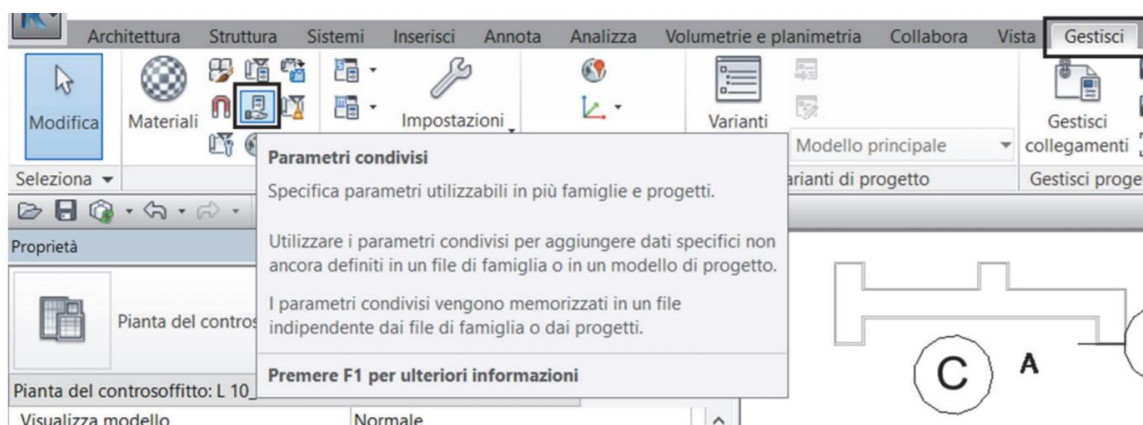 Architettura Struttura Sistemi Inserisci Annota Analizza Volumetrie e planimetria Collabora Vista Gestisci
Modifica
Materiali
Impostazioni
Varianti
Modello principale
Gestisci
collegamenti
Seleziona
di progetto
Gestisci
Parametri condivisi
Specifica parametri utilizzabili in più famiglie e progetti.
Utilizzare i parametri condivisi per aggiungere dati specifici non
ancora definiti in un file di famiglia o in un modello di progetto.
I parametri condivisi vengono memorizzati in un file
indipendente dai file di famiglia o dai progetti.
Premere F1 per ulteriori informazioni
Proprietà
Pianta del
Pianta del controsoffitto: L 10_
Visualizza modello Normale
C
A